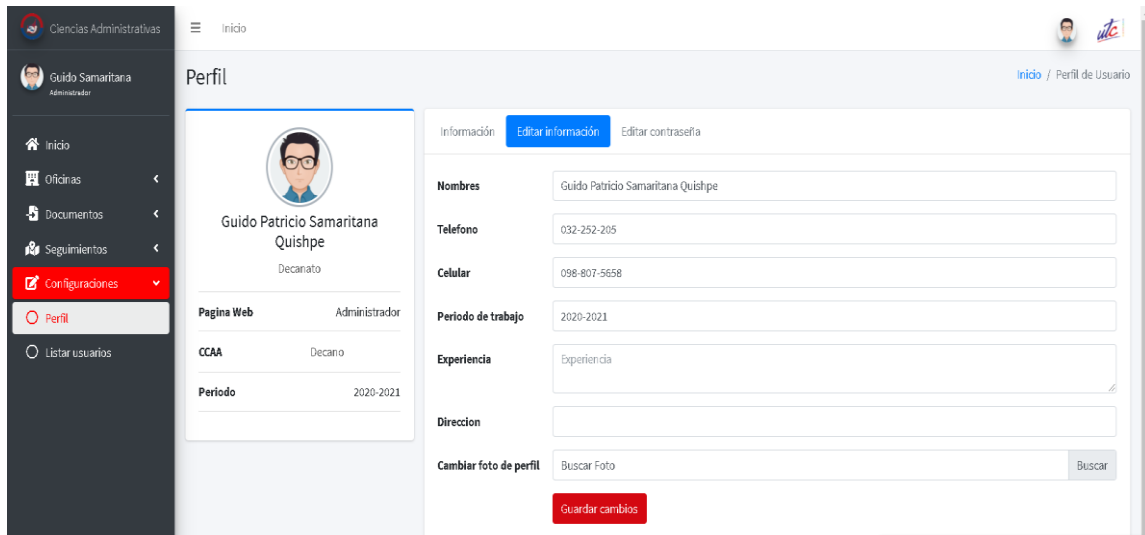 Ciencias Administrativas
Inicio
utc
Guido Samaritana
Administrador
Perfil
Inicio / Perfil de Usuario
Inicio
Oficinas
Documentos
Seguimientos
Configuraciones
Perfil
Listar usuarios
Guido Patricio Samaritana
Quishpe
Decanato
Pagina Web Administrador
CCAA Decano
Periodo 2020-2021
Información Editar información Editar contraseña
Nombres Guido Patricio Samaritana Quishpe
Telefono 032-252-205
Celular 098-807-5658
Periodo de trabajo 2020-2021
Experiencia Experiencia
Direccion
Cambiar foto de perfil Buscar Foto Buscar
Guardar cambios